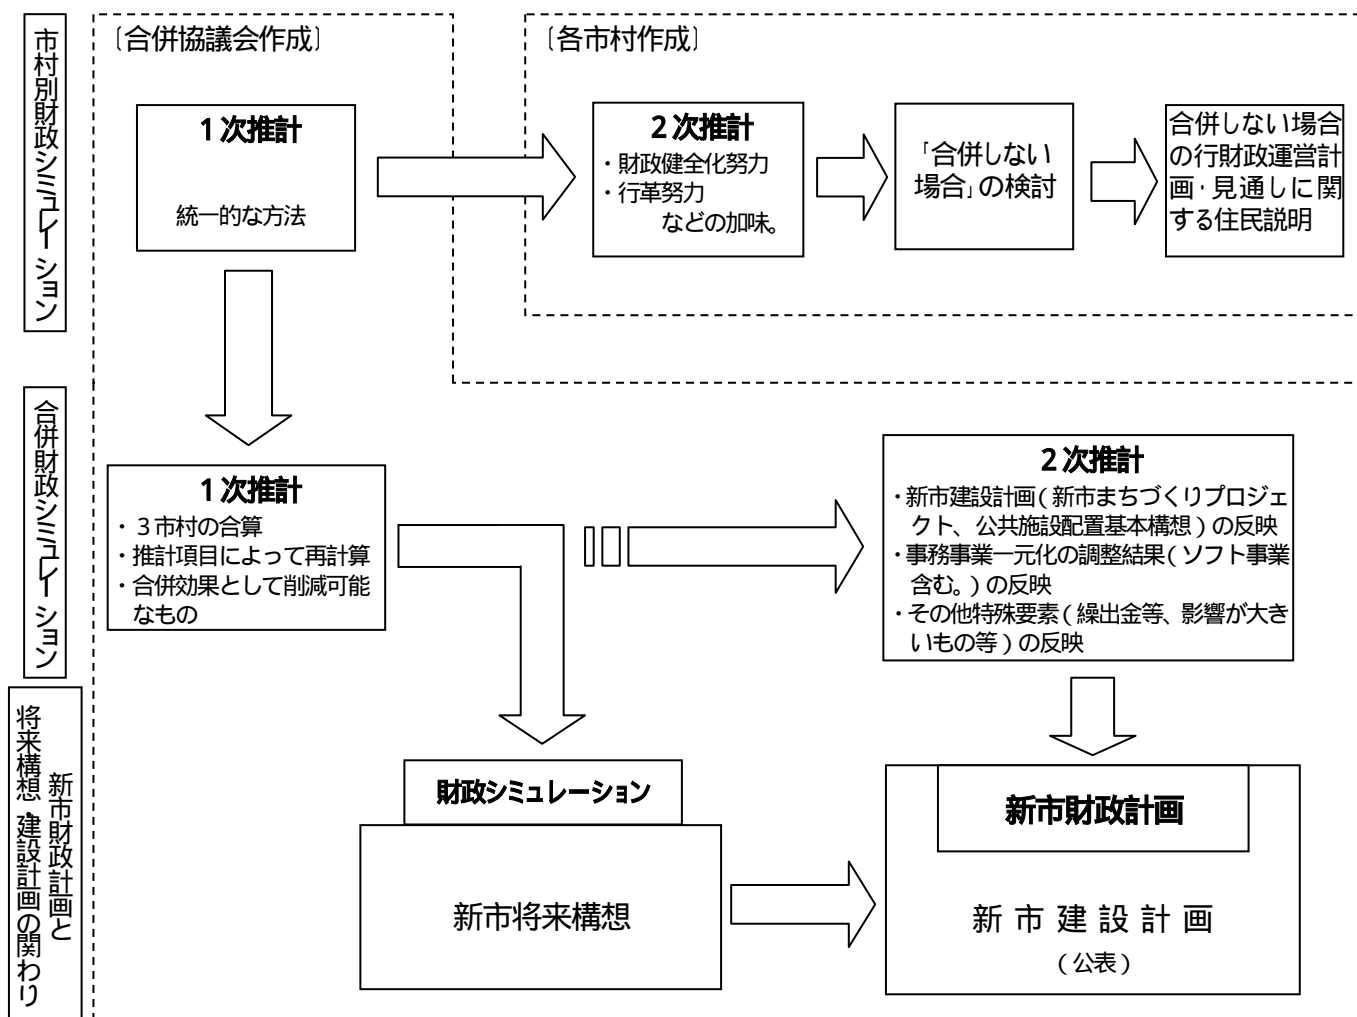 市村別財政シミュレーション
〔合併協議会作成〕
1次推計
統一的な方法
〔各市村作成〕
2次推計
・財政健全化努力
・行革努力
などの加味。
「合併しない
場合」の検討
合併しない場合
の行財政運営計
画・見通しに関
する住民説明
合併財政シミュレーション
1次推計
・3市村の合算
・推計項目によって再計算
・合併効果として削減可能
なもの
2次推計
・新市建設計画(新市まちづくりプロジェ
クト、公共施設配置基本構想)の反映
・事務事業一元化の調整結果(ソフト事業
含む。)の反映
・その他特殊要素(繰出金等、影響が大き
いもの等)の反映
新市財政計画と
将来構想・建設計画の関わり
財政シミュレーション
新市将来構想
新市財政計画
新市建設計画
(公表)